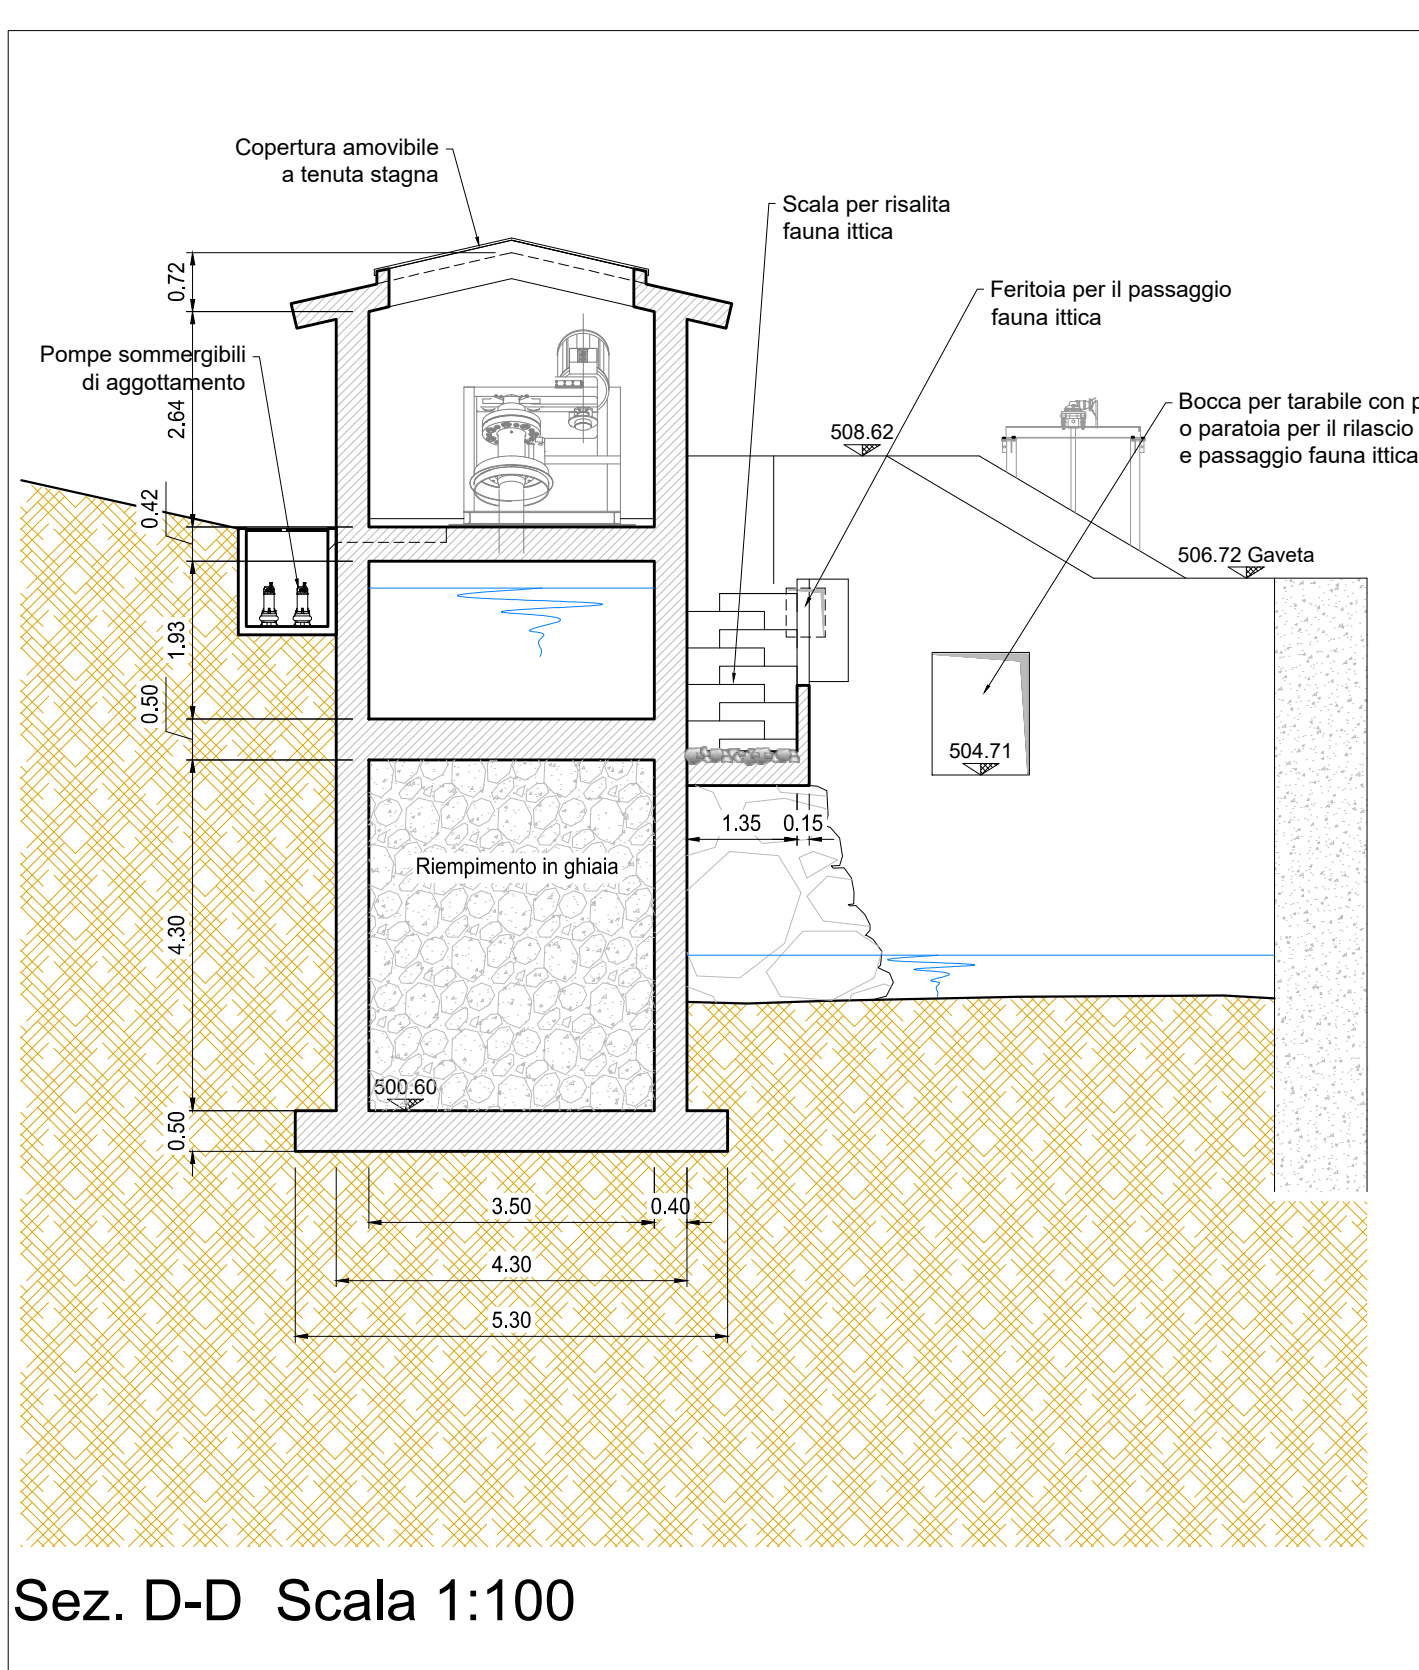 Copertura amovibile
a tenuta stagna
Scala per risalita
fauna ittica
Feritoia per il passaggio
fauna ittica
Pompe sommergibili
di aggottamento
Bocca per tarabile con p
o paratoia per il rilascio
e passaggio fauna ittica
0.72
2.64
0.42
1.93
0.50
4.30
0.50
508.62
506.72 Gaveta
504.71
1.35 0.15
Riempimento in ghiaia
500.60
3.50 0.40
4.30
5.30
Sez. D-D Scala 1:100